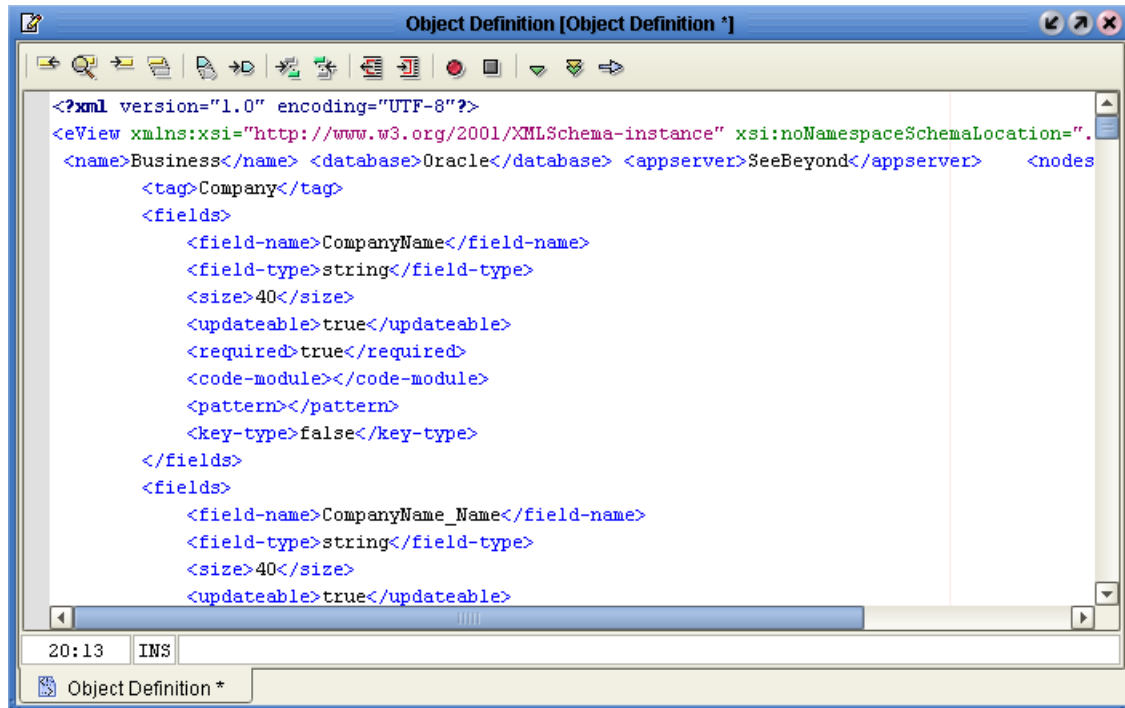 Object Definition [Object Definition *]
<?xml version="1.0" encoding="UTF-8"?>
<eView xmlns:xsi="http://www.w3.org/2001/XMLSchema-instance" xsi:noNamespaceSchemaLocation=".
<name>Business</name> <database>Oracle</database> <appserver>SeeBeyond</appserver> <nodes
<tag>Company</tag>
<fields>
<field-name>CompanyName</field-name>
<field-type>string</field-type>
<size>40</size>
<updateable>true</updateable>
<required>true</required>
<code-module></code-module>
<pattern></pattern>
<key-type>false</key-type>
</fields>
<fields>
<field-name>CompanyName_Name</field-name>
<field-type>string</field-type>
<size>40</size>
<updateable>true</updateable>
20:13 INS
Object Definition *